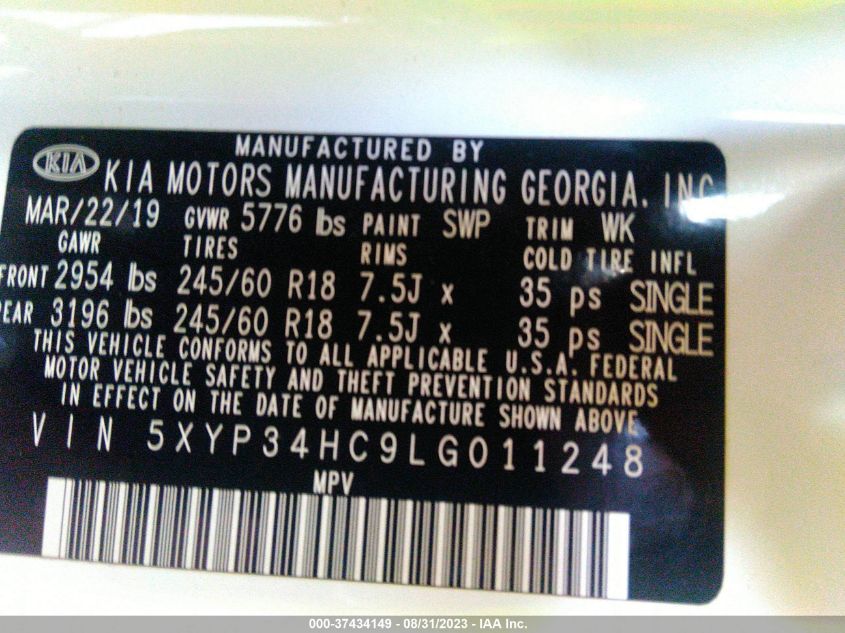 MANUFACTURED BY
KIA KIA MOTORS MANUFACTURING GEORGIA, INC
MAR/22/19 GVWR 5776 lbs PAINT SWP TRIM WK
GAWR TIRES RIMS COLD TIRE INFL
FRONT 2954 lbs 245/60 R18 7.5J x 35 ps SINGLE
REAR 3196 lbs 245/60 R18 7.5J x 35 ps SINGLE
THIS VEHICLE CONFORMS TO ALL APPLICABLE U.S.A. FEDERAL
MOTOR VEHICLE SAFETY AND THEFT PREVENTION STANDARDS
IN EFFECT ON THE DATE OF MANUFACTURE SHOWN ABOVE
VIN 5XYP34HC9LG011248
MPV
000-37434149 - 08/31/2023 - IAA Inc.